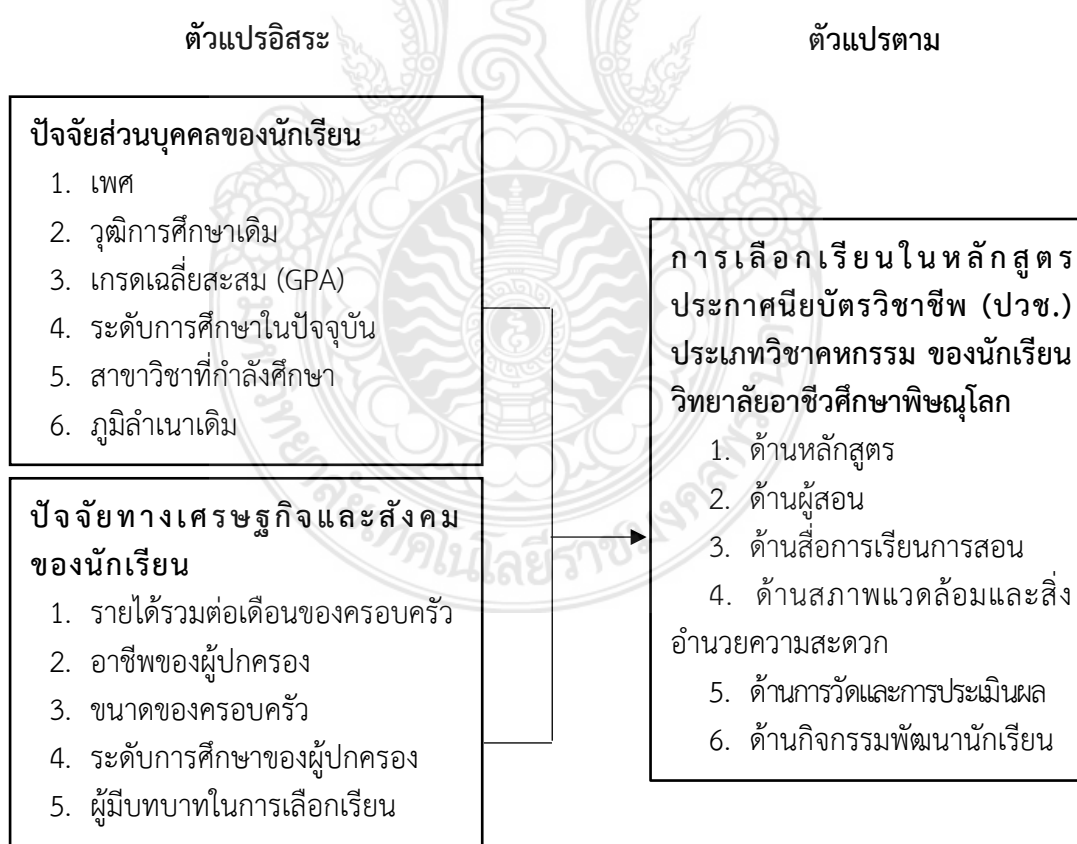 ตัวแปรอิสระ
ตัวแปรตาม
ปัจจัยส่วนบุคคลของนักเรียน
1. เพศ
2. วุฒิการศึกษาเดิม
3. เกรดเฉลี่ยสะสม (GPA)
4. ระดับการศึกษาในปัจจุบัน
5. สาขาวิชาที่กำลังศึกษา
6. ภูมิลำเนาเดิม
ปัจจัยทางเศรษฐกิจและสังคม
ของนักเรียน
1. รายได้รวมต่อเดือนของครอบครัว
2. อาชีพของผู้ปกครอง
3. ขนาดของครอบครัว
4. ระดับการศึกษาของผู้ปกครอง
5. ผู้มีบทบาทในการเลือกเรียน
การเลือกเรียนในหลักสูตร
ประกาศนียบัตรวิชาชีพ (ปวช.)
ประเภทวิชาคหกรรม ของนักเรียน
วิทยาลัยอาชีวศึกษาพิษณุโลก
1. ด้านหลักสูตร
2. ด้านผู้สอน
3. ด้านสื่อการเรียนการสอน
4. ด้านสภาพแวดล้อมและสิ่ง
อำนวยความสะดวก
5. ด้านการวัดและการประเมินผล
6. ด้านกิจกรรมพัฒนานักเรียน